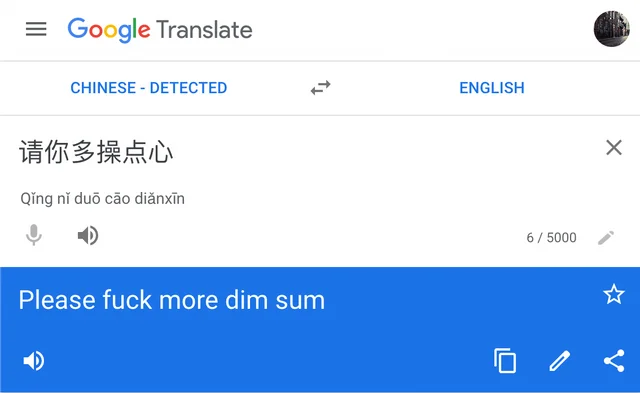 Google Translate
CHINESE - DETECTED
ENGLISH
请你多操点心
Qǐng nǐ duō cāo diǎnxīn
6 / 5000
Please fuck more dim sum